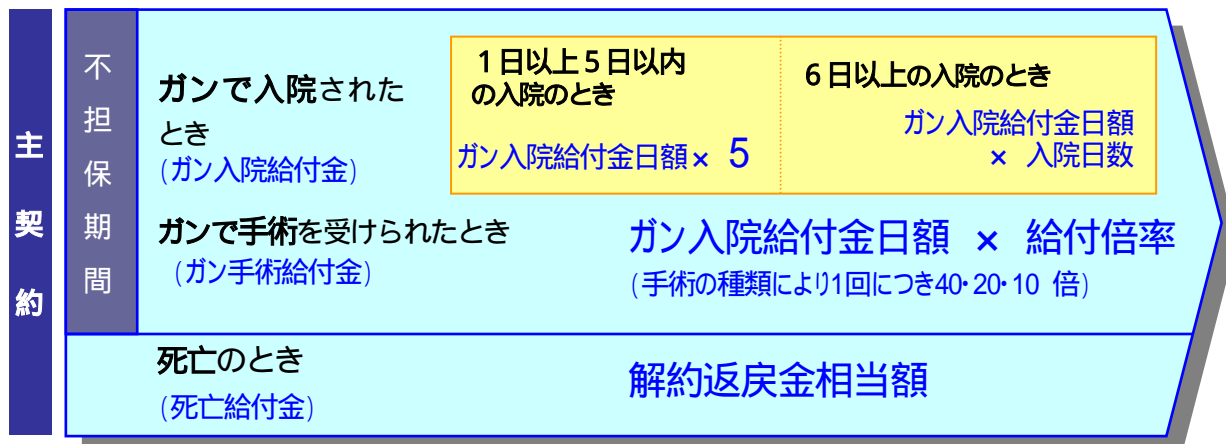 主契約
不担保期間
ガンで入院された
とき
(ガン入院給付金)
1日以上5日以内
の入院のとき
ガン入院給付金日額× 5
6日以上の入院のとき
ガン入院給付金日額
× 入院日数
ガンで手術を受けられたとき
(ガン手術給付金)
ガン入院給付金日額 × 給付倍率
(手術の種類により1回につき40・20・10 倍)
死亡のとき
(死亡給付金)
解約返戻金相当額